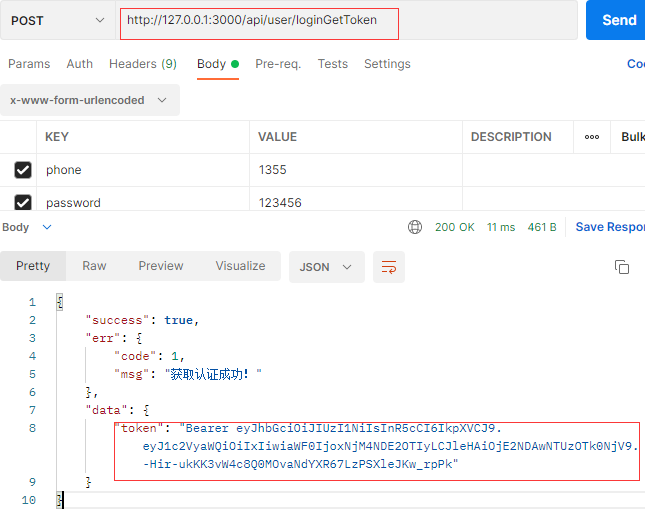 POST
http://127.0.0.1:3000/api/user/loginGetToken
Send
Params Auth Headers (9) Body Pre-req. Tests Settings Coo
x-www-form-urlencoded
KEY VALUE DESCRIPTION ooo Bulk
phone 1355
password 123456
Body 200 OK 11 ms 461 B Save Respon
Pretty Raw Preview Visualize JSON
1 {
2 "success": true,
3 "err": {
4 "code": 1,
5 "msg": "获取认证成功！"
6 },
7 "data": {
8 "token": "Bearer eyJhbGciOiJIUzI1NiIsInR5cCI6IkpXVCJ9.
eyJ1c2VyaWQiOiIxIiwiaWF0IjoxNjM4NDE2OTIyLCJleHAiOjE2NDAwNTUzOTk0NjV9.
-Hir-ukKK3vW4c8Q0MOvaNdYXR67LzPSXleJKw_rpPk"
9 }
10 }